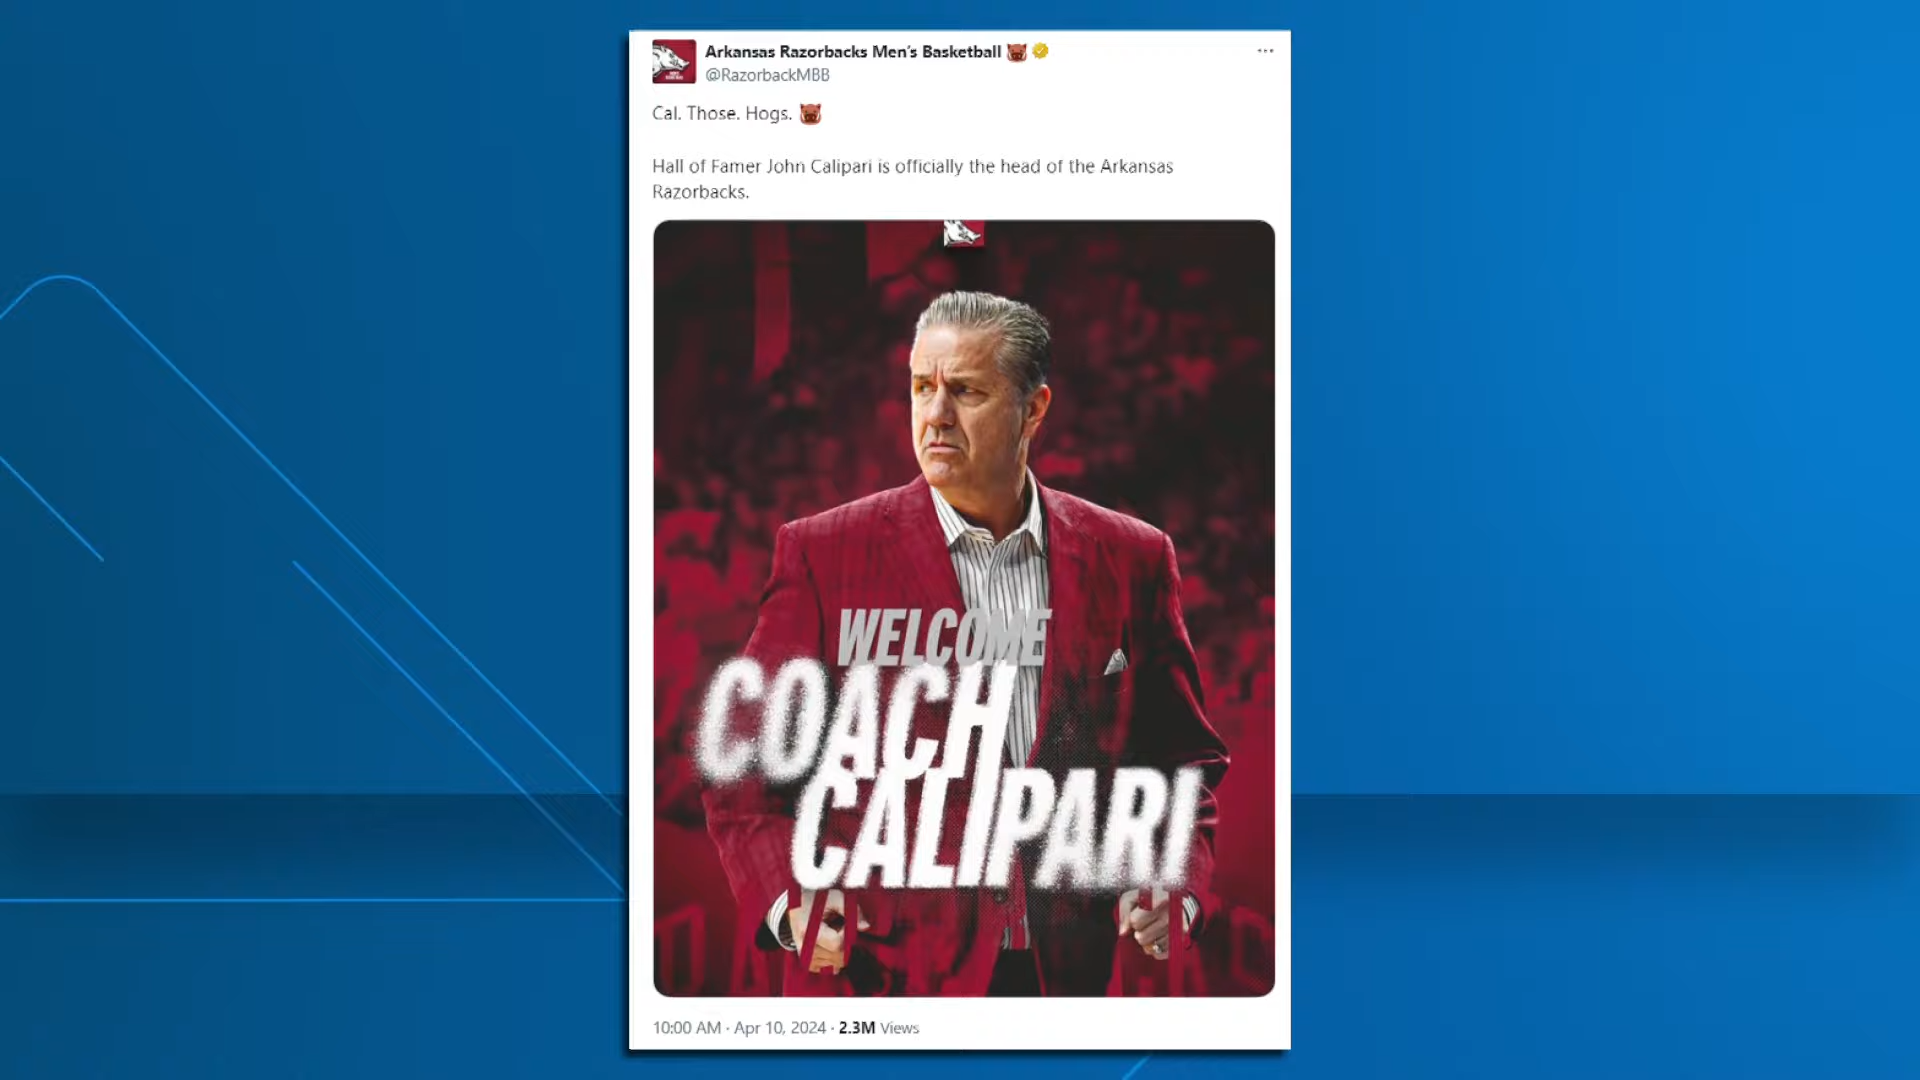 Arkansas Razorbacks Men's Basketball
@RazorbackMBB
Cal. Those. Hogs.
Hall of Famer John Calipari is officially the head of the Arkansas
Razorbacks.
WELCOME
COACH
CALIPARI
10:00 AM · Apr 10, 2024 · 2.3M Views